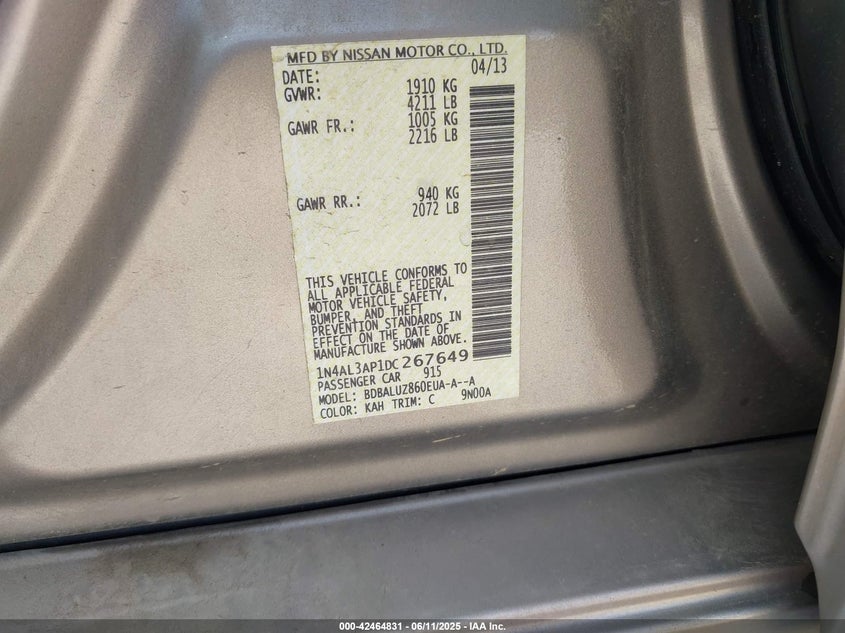 MFD BY NISSAN MOTOR CO., LTD.
DATE: 04/13
GVWR: 1910 KG
4211 LB
GAWR FR.: 1005 KG
2216 LB
GAWR RR.: 940 KG
2072 LB
THIS VEHICLE CONFORMS TO
ALL APPLICABLE FEDERAL
MOTOR VEHICLE SAFETY,
BUMPER, AND THEFT
PREVENTION STANDARDS IN
EFFECT ON THE DATE OF
MANUFACTURE SHOWN ABOVE.
1N4AL3AP1DC267649
PASSENGER CAR 915
MODEL: BDBALUZ860EUA-A--A
COLOR: KAH TRIM: C 9N00A
000-42464831 - 06/11/2025 - IAA Inc.